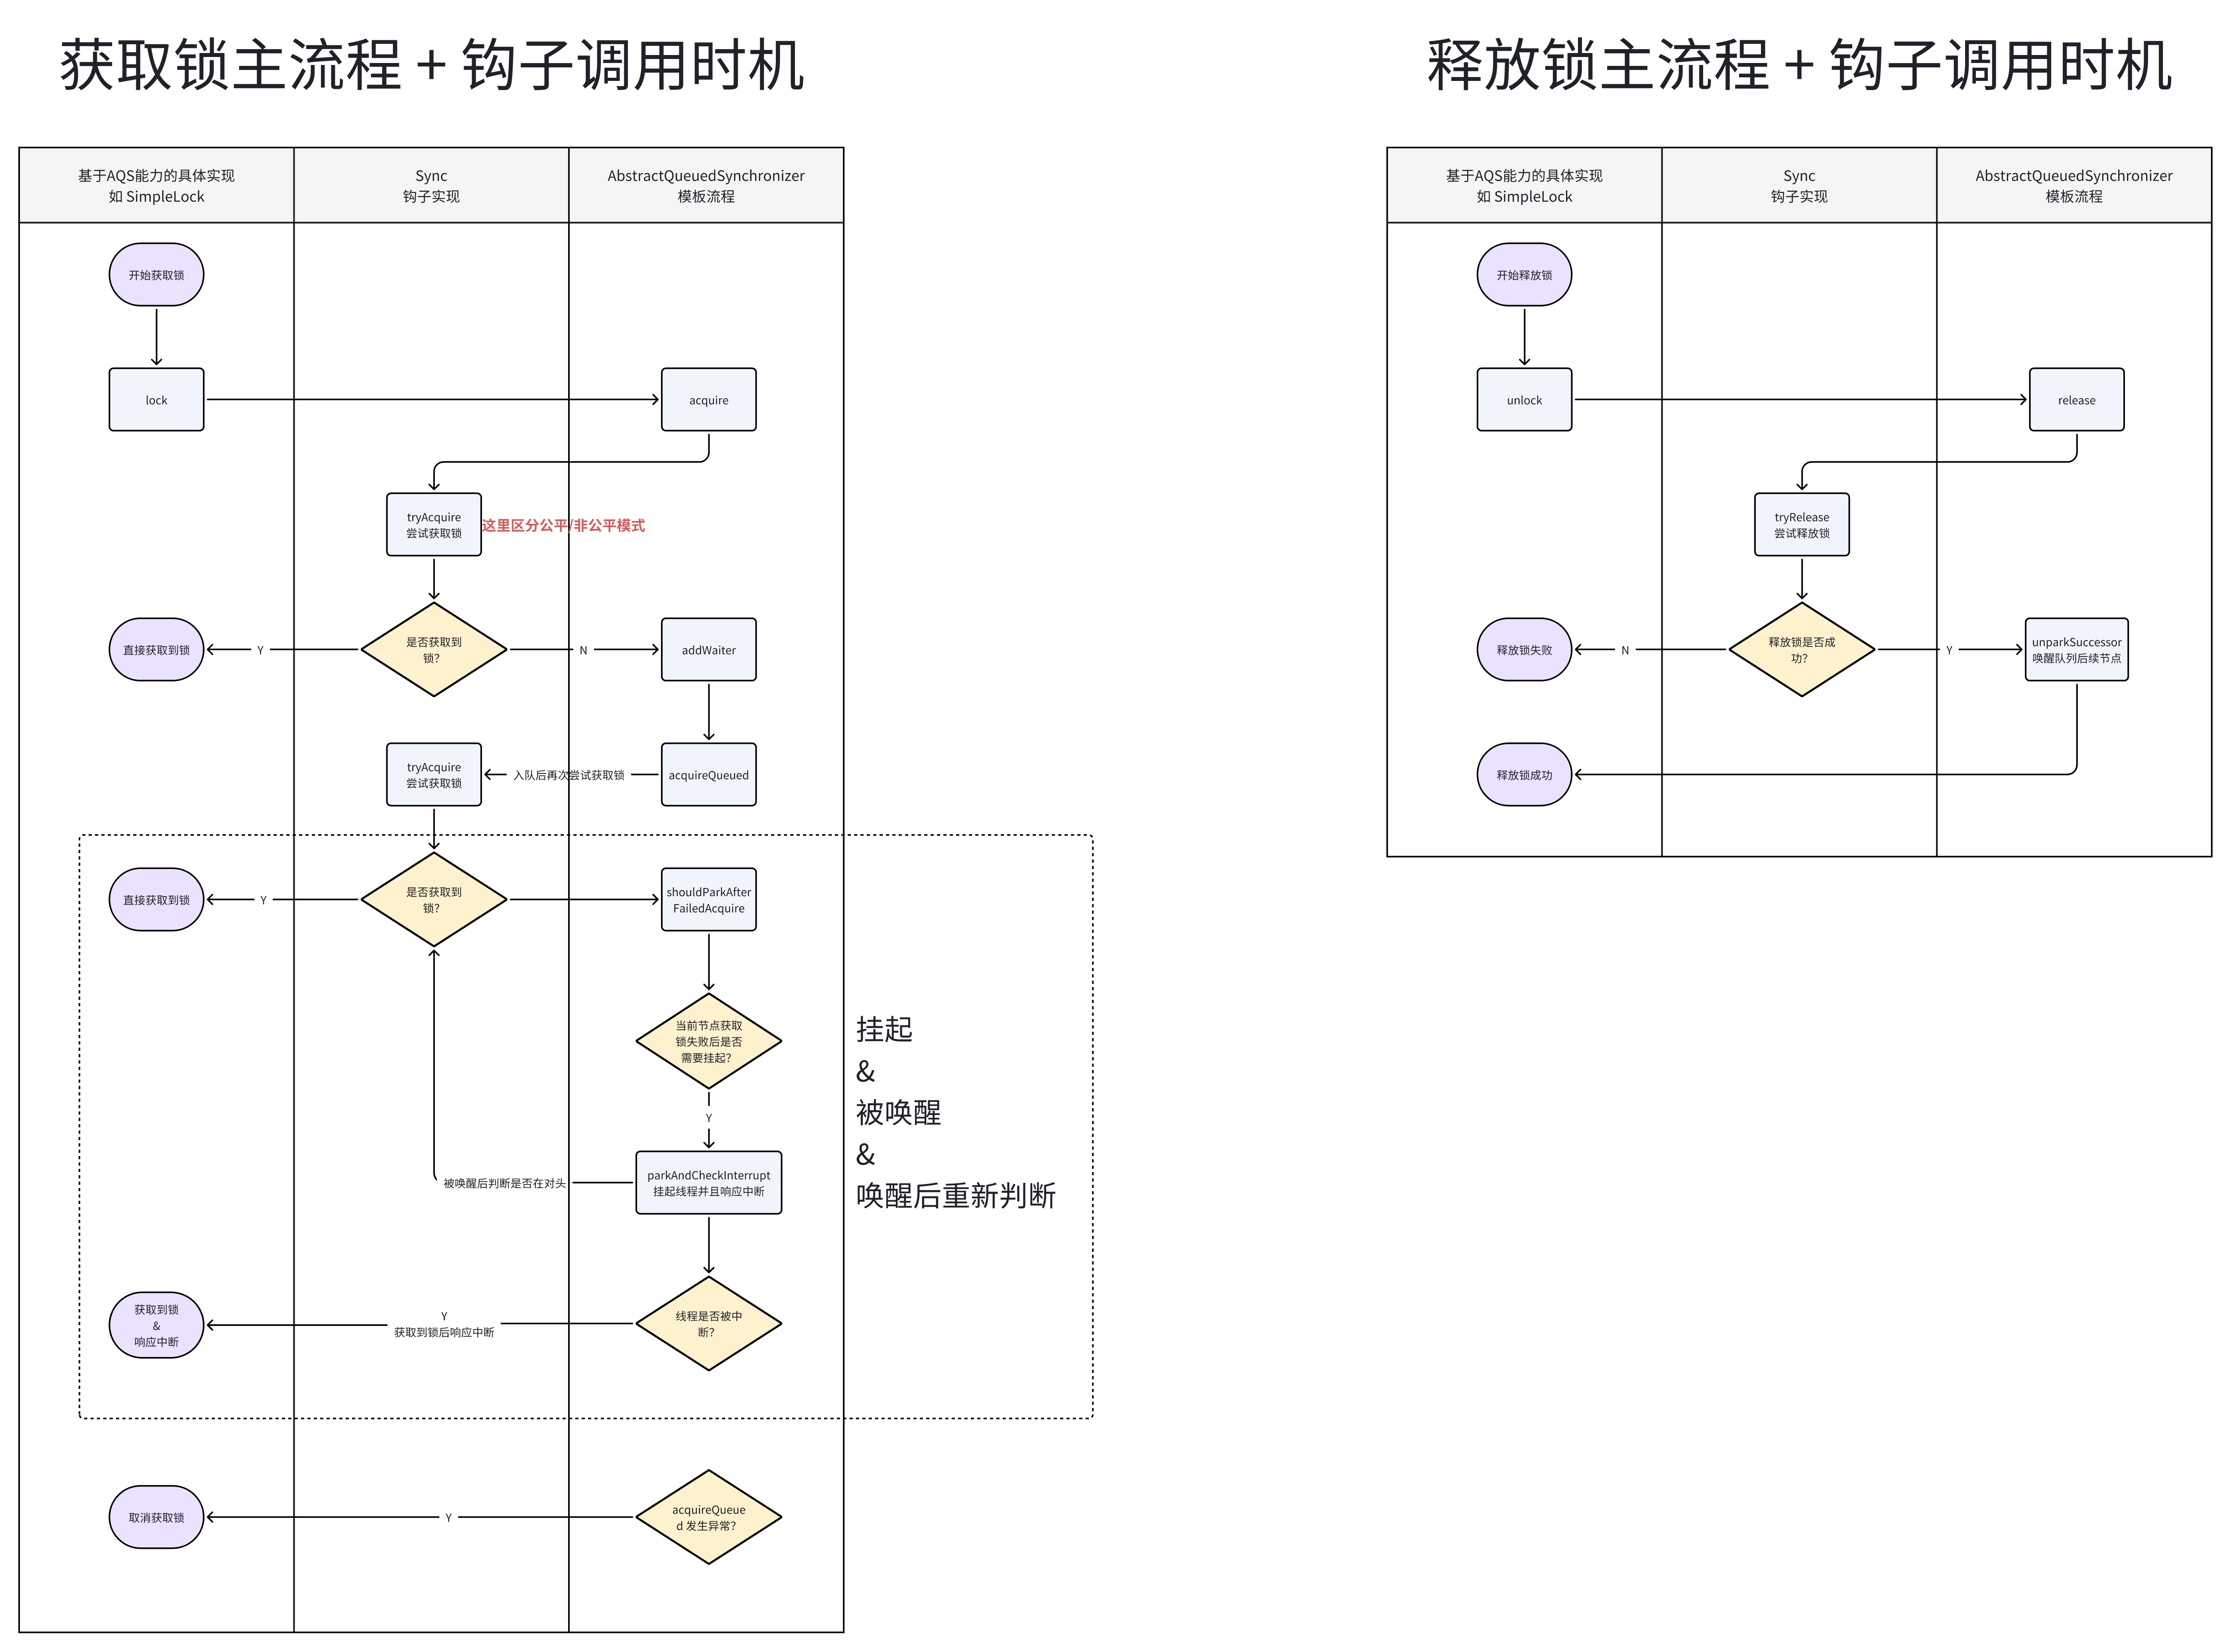 获取锁主流程 + 钩子调用时机
基于AQS能力的具体实现
如 SimpleLock
Sync
钩子实现
AbstractQueuedSynchronizer
模板流程
开始获取锁
lock
acquire
tryAcquire
尝试获取锁
这里区分公平/非公平模式
直接获取到锁
Y
是否获取到
锁?
N
addWaiter
tryAcquire
尝试获取锁
入队后再次尝试获取锁
acquireQueued
直接获取到锁
Y
是否获取到
锁?
shouldParkAfter
FailedAcquire
当前节点获取
锁失败后是否
需要挂起?
Y
被唤醒后判断是否在对头
parkAndCheckInterrupt
挂起线程并且响应中断
挂起
&
被唤醒
&
唤醒后重新判断
获取到锁
&
响应中断
Y
获取到锁后响应中断
线程是否被中
断?
取消获取锁
Y
acquireQueue
d 发生异常?
释放锁主流程 + 钩子调用时机
基于AQS能力的具体实现
如 SimpleLock
Sync
钩子实现
AbstractQueuedSynchronizer
模板流程
开始释放锁
unlock
release
tryRelease
尝试释放锁
释放锁失败
N
释放锁是否成
功?
Y
unparkSuccessor
唤醒队列后续节点
释放锁成功